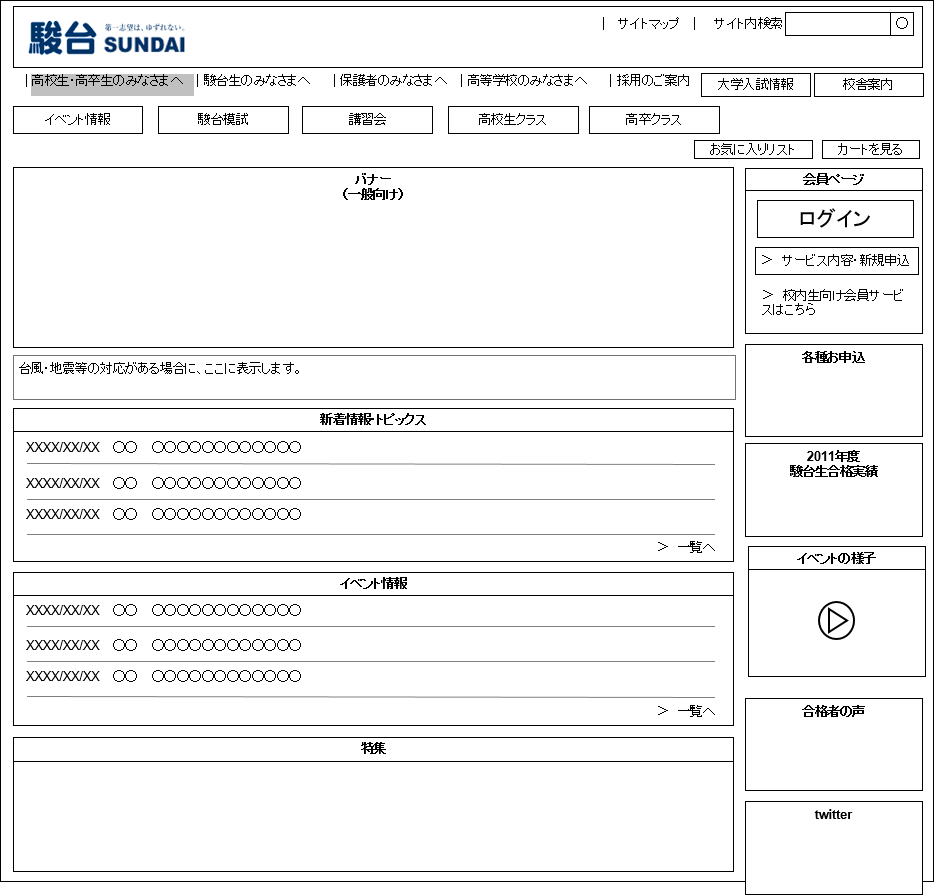 駿台 第一志望は、ゆずれない。
SUNDAI
| サイトマップ | サイト内検索 ○
|高校生・高卒生のみなさまへ |駿台生のみなさまへ |保護者のみなさまへ |高等学校のみなさまへ |採用のご案内 大学入試情報 校舎案内
イベント情報 駿台模試 講習会 高校生クラス 高卒クラス
お気に入りリスト カートを見る
バナー
(一般向け)
会員ページ
ログイン
＞ サービス内容・新規申込
＞ 校内生向け会員サービ
スはこちら
台風・地震等の対応がある場合に、ここに表示します。
各種お申込
新着情報・トピックス
XXXX/XX/XX ○○ ○○○○○○○○○○○○
XXXX/XX/XX ○○ ○○○○○○○○○○○○
XXXX/XX/XX ○○ ○○○○○○○○○○○○
＞ 一覧へ
2011年度
駿台生合格実績
イベントの様子
イベント情報
XXXX/XX/XX ○○ ○○○○○○○○○○○○
XXXX/XX/XX ○○ ○○○○○○○○○○○○
XXXX/XX/XX ○○ ○○○○○○○○○○○○
＞ 一覧へ
合格者の声
特集
twitter